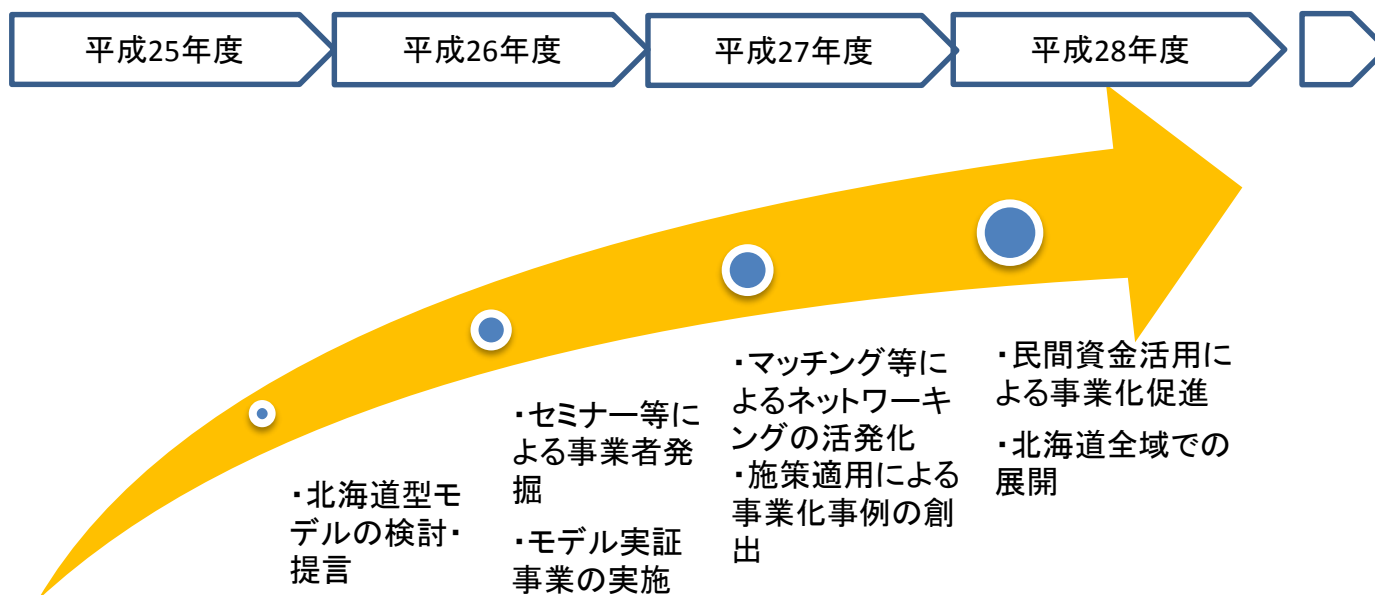 平成25年度
平成26年度
平成27年度
平成28年度
・北海道型モ
デルの検討・
提言
・セミナー等に
よる事業者発
掘
・モデル実証
事業の実施
・マッチング等に
よるネットワーキ
ングの活発化
・施策適用による
事業化事例の創
出
・民間資金活用に
よる事業化促進
・北海道全域での
展開